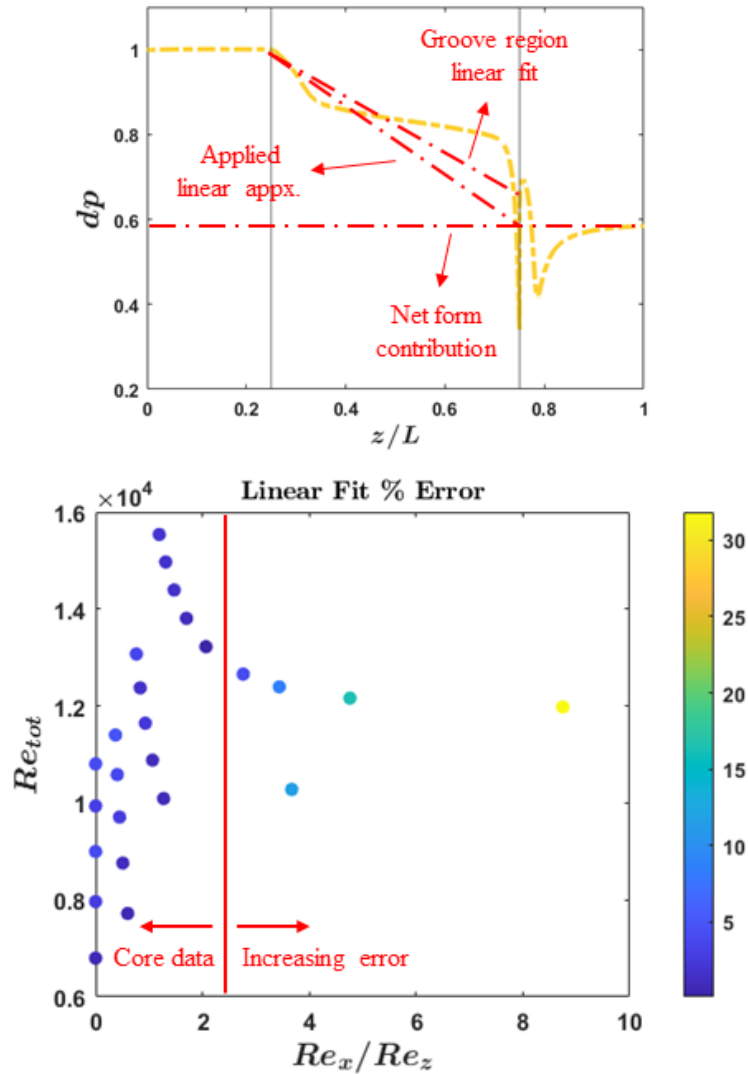 Groove region
linear fit
Applied
linear appx.
Net form
contribution
dp
1
0.8
0.6
0.4
0.2
0 0.2 0.4 0.6 0.8 1
z/L
×10⁴ Linear Fit % Error
Re_tot
1.6
1.4
1.2
1
0.8
0.6
Core data Increasing error
0 2 4 6 8 10
Re_x/Re_z
30
25
20
15
10
5